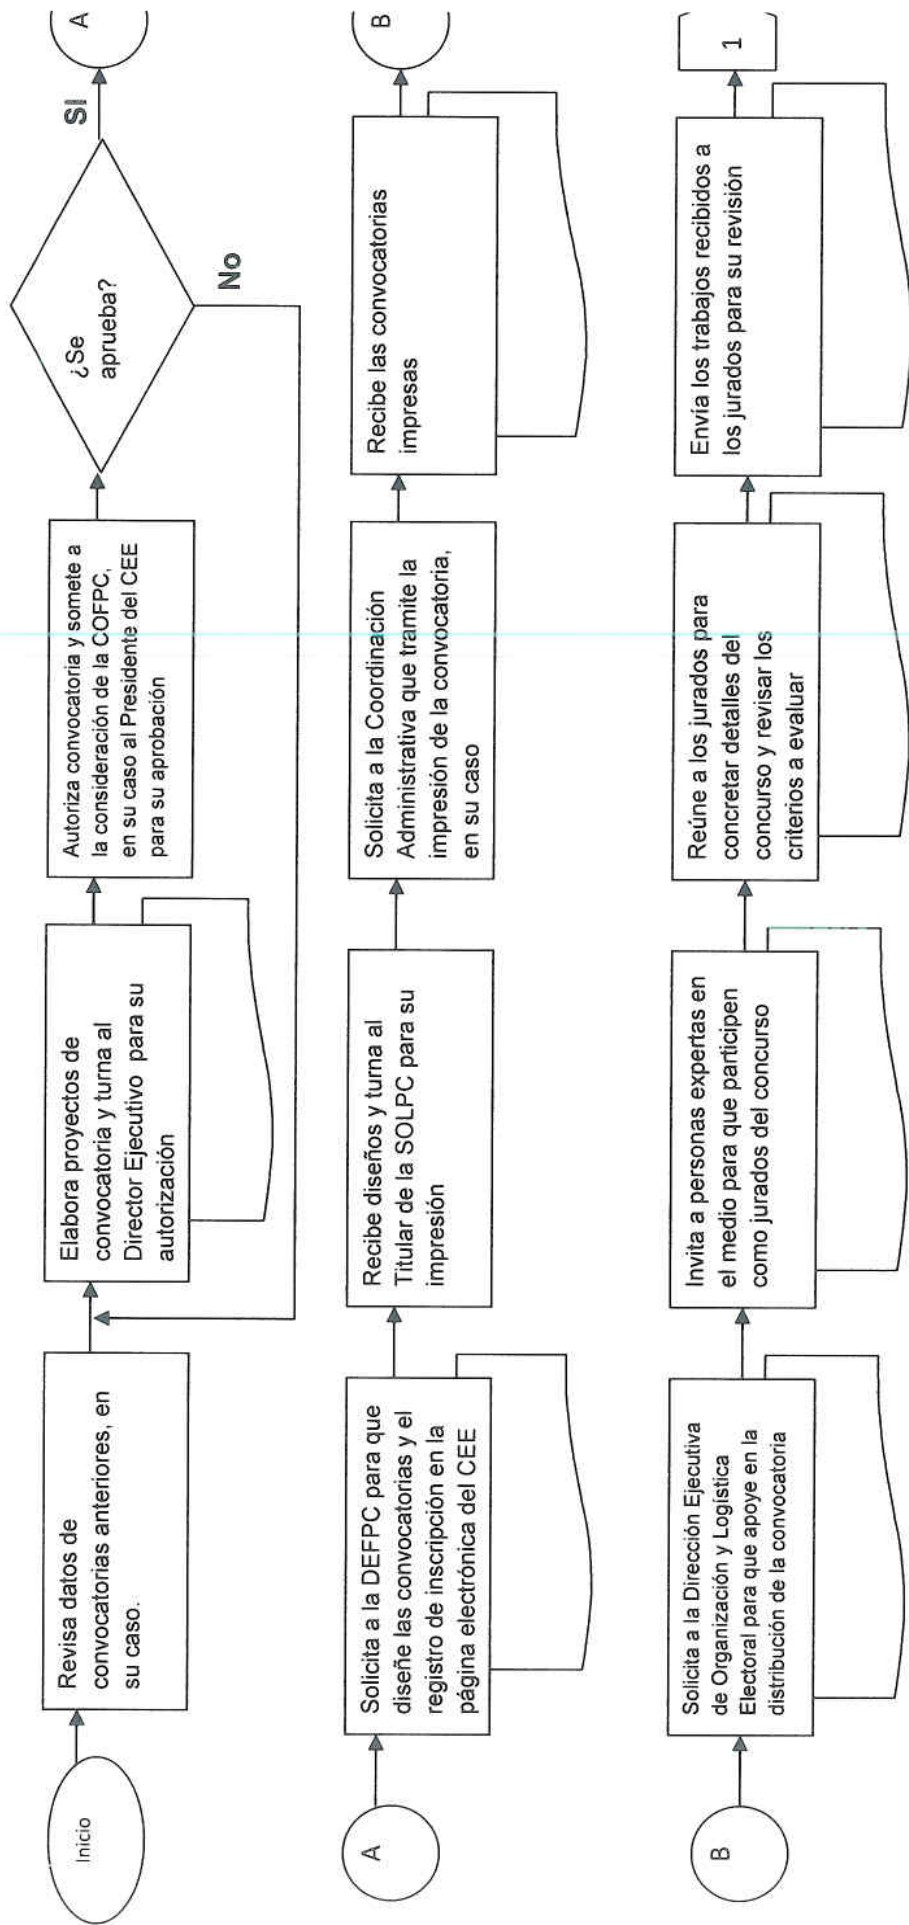 Inicio
Revisa datos de
convocatorias anteriores, en
su caso.
Elabora proyectos de
convocatoria y turna al
Director Ejecutivo para su
autorización
Autoriza convocatoria y somete a
la consideración de la COFPC,
en su caso al Presidente del CEE
para su aprobación
¿Se
aprueba?
SI
No
A
A
Solicita a la DEFPC para que
diseñe las convocatorias y el
registro de inscripción en la
página electrónica del CEE
Recibe diseños y turna al
Titular de la SOLPC para su
impresión
Solicita a la Coordinación
Administrativa que tramite la
impresión de la convocatoria,
en su caso
Recibe las convocatorias
impresas
B
B
Solicita a la Dirección Ejecutiva
de Organización y Logística
Electoral para que apoye en la
distribución de la convocatoria
Invita a personas expertas en
el medio para que participen
como jurados del concurso
Reúne a los jurados para
concretar detalles del
concurso y revisar los
criterios a evaluar
Envía los trabajos recibidos a
los jurados para su revisión
1